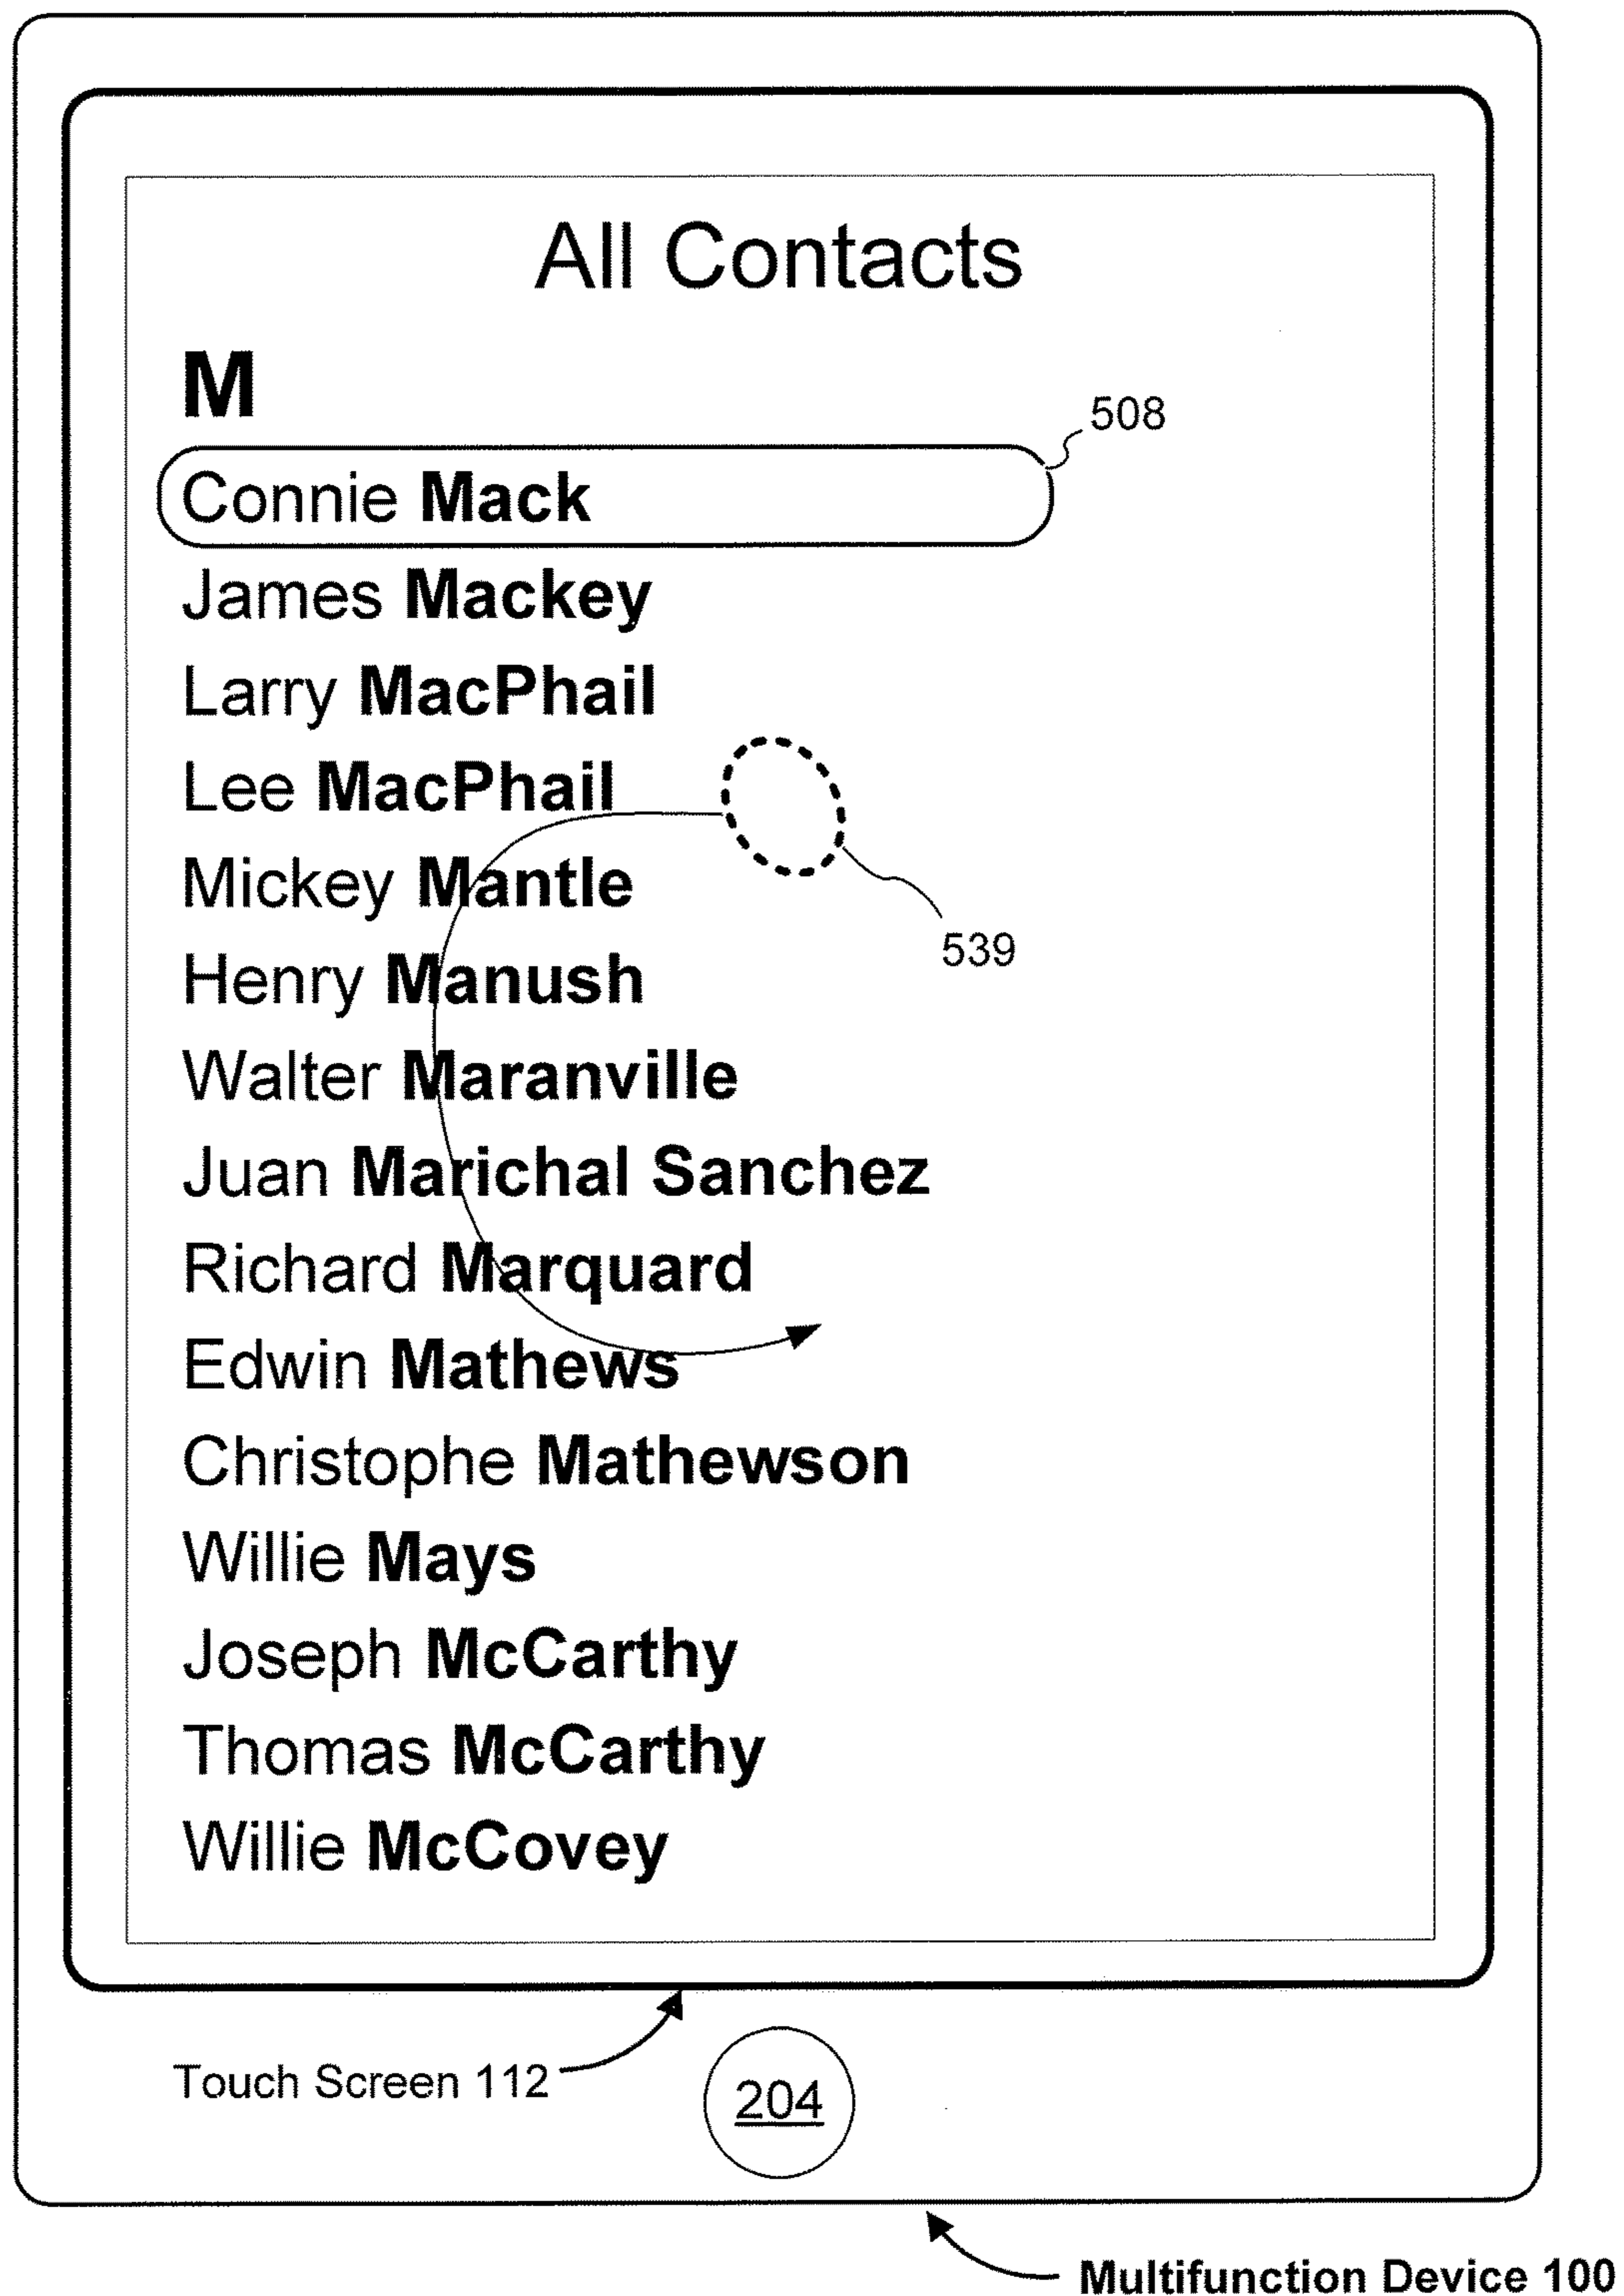 All Contacts
M
508
Connie Mack
James Mackey
Larry MacPhail
Lee MacPhail
Mickey Mantle
539
Henry Manush
Walter Maranville
Juan Marichal Sanchez
Richard Marquard
Edwin Mathews
Christophe Mathewson
Willie Mays
Joseph McCarthy
Thomas McCarthy
Willie McCovey
Touch Screen 112
204
Multifunction Device 100